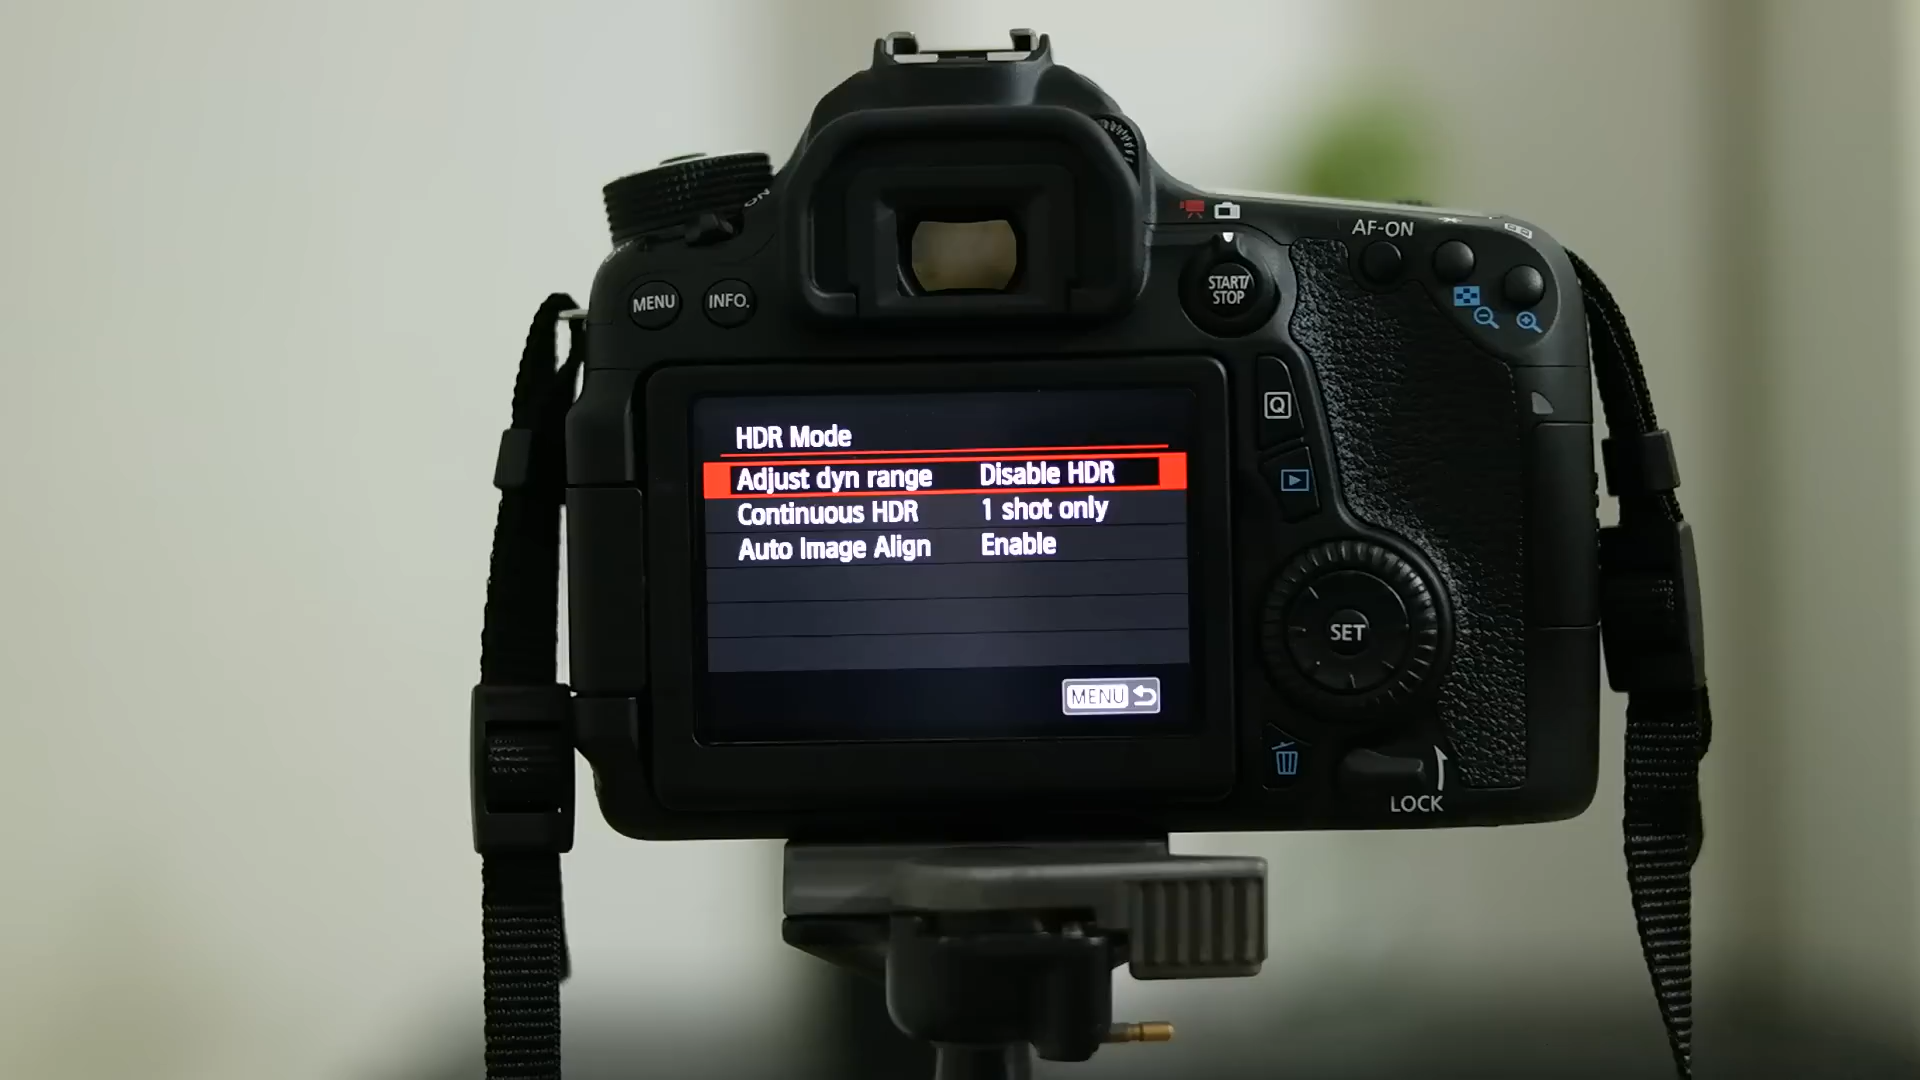 ON
AF-ON
MENU
INFO.
START/
STOP
Q
HDR Mode
Adjust dyn range Disable HDR
Continuous HDR 1 shot only
Auto Image Align Enable
SET
MENU
LOCK